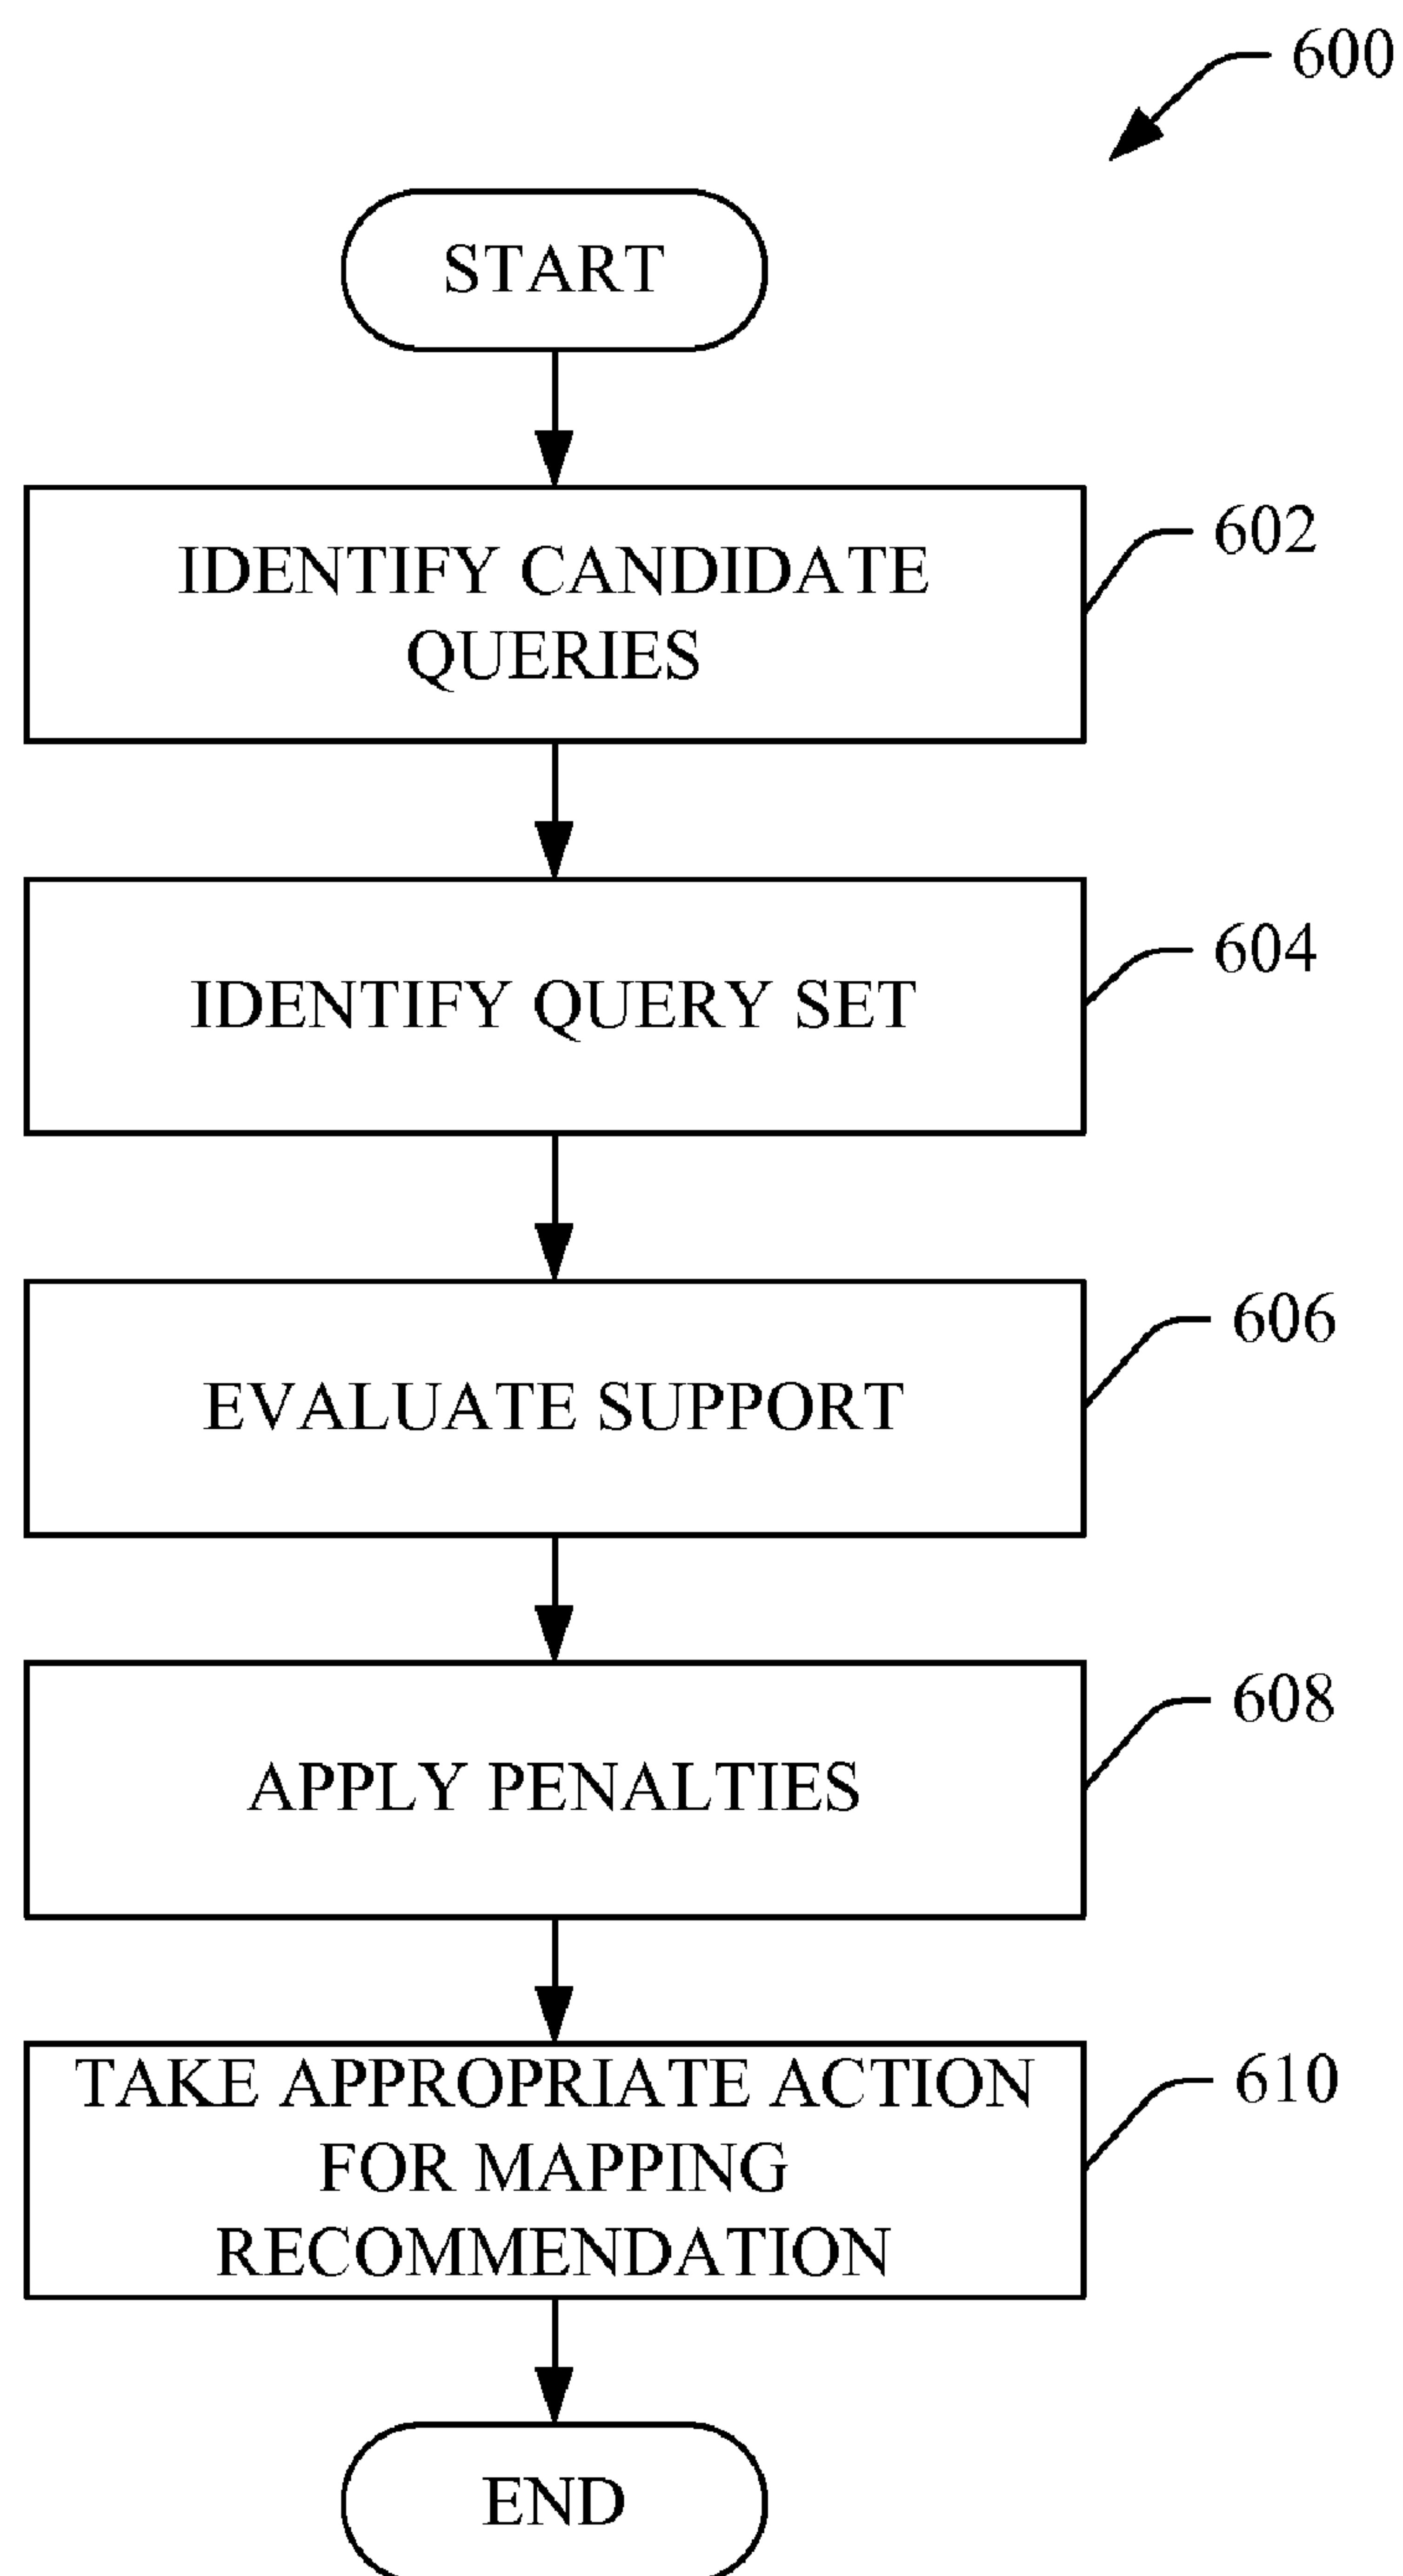 600
START
IDENTIFY CANDIDATE
QUERIES
602
IDENTIFY QUERY SET
604
EVALUATE SUPPORT
606
APPLY PENALTIES
608
TAKE APPROPRIATE ACTION
FOR MAPPING
RECOMMENDATION
610
END